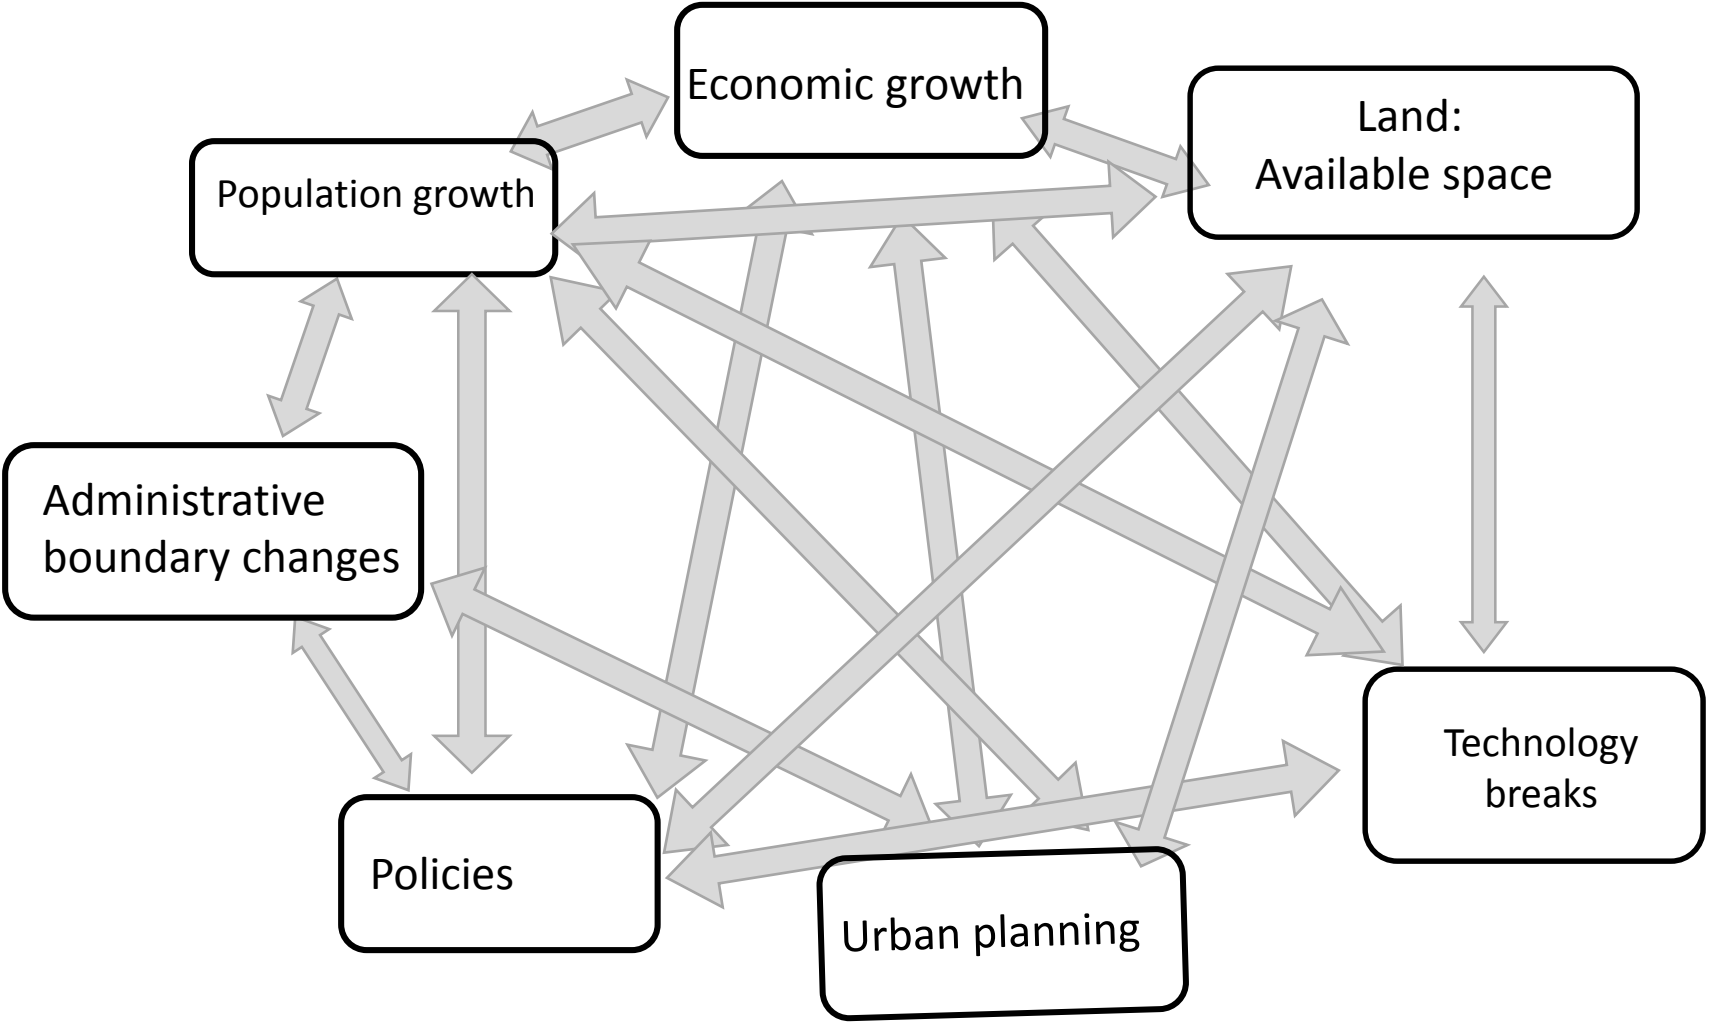 Economic growth
Land:
Available space
Population growth
Administrative
boundary changes
Technology
breaks
Policies
Urban planning